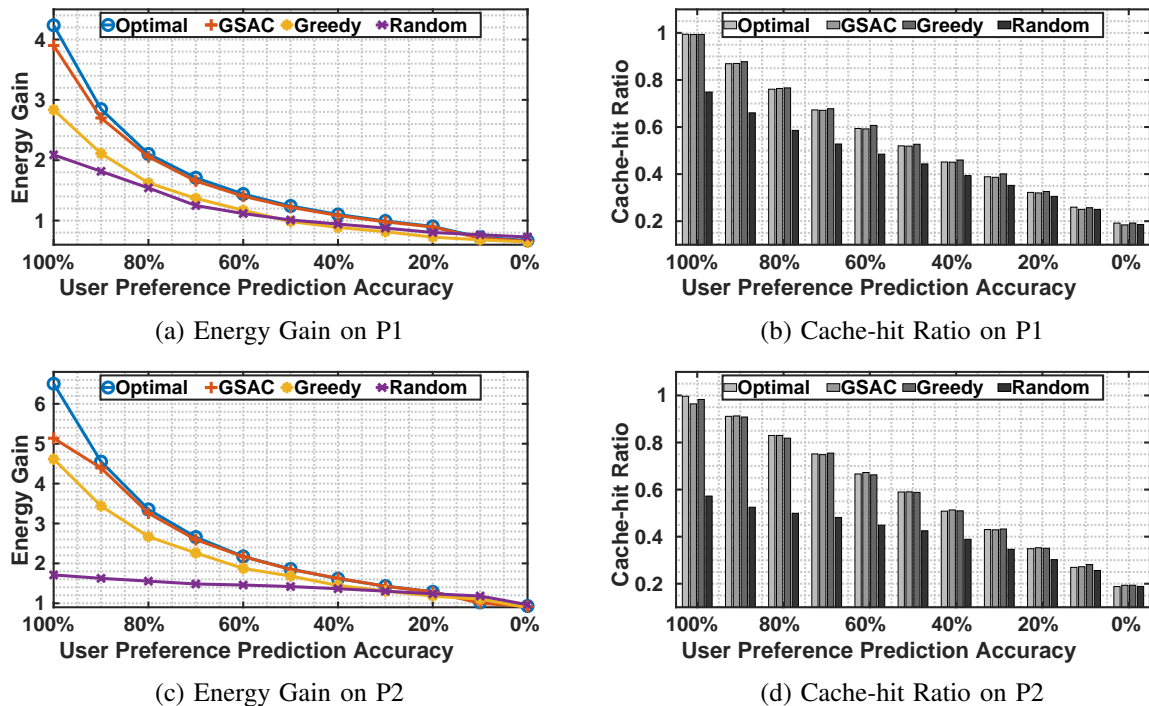 Optimal GSAC Greedy Random
4
3
2
1
Energy Gain
100% 80% 60% 40% 20% 0%
User Preference Prediction Accuracy
(a) Energy Gain on P1
Optimal GSAC Greedy Random
1
0.8
0.6
0.4
0.2
Cache-hit Ratio
100% 80% 60% 40% 20% 0%
User Preference Prediction Accuracy
(b) Cache-hit Ratio on P1
Optimal GSAC Greedy Random
6
5
4
3
2
1
Energy Gain
100% 80% 60% 40% 20% 0%
User Preference Prediction Accuracy
(c) Energy Gain on P2
Optimal GSAC Greedy Random
1
0.8
0.6
0.4
0.2
Cache-hit Ratio
100% 80% 60% 40% 20% 0%
User Preference Prediction Accuracy
(d) Cache-hit Ratio on P2